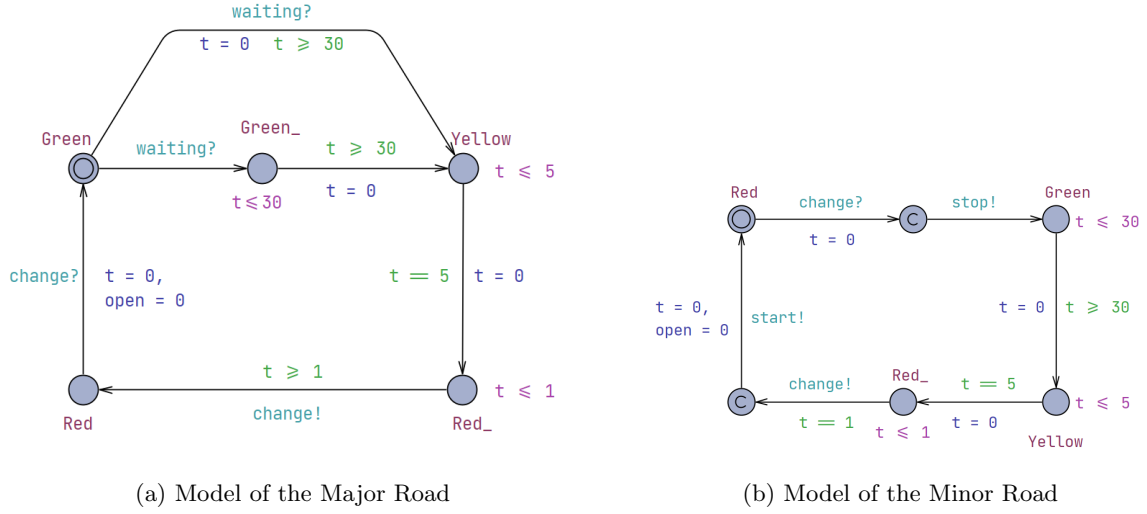 waiting?
t = 0 t ⩾ 30
Green
Green_
Yellow
waiting?
t ⩾ 30
t ⩽ 5
t⩽30
t = 0
change?
t = 0,
open = 0
t == 5
t = 0
t ⩾ 1
t ⩽ 1
change!
Red
Red_
(a) Model of the Major Road
Red
Green
change?
C
stop!
t ⩽ 30
t = 0
t = 0,
open = 0
start!
t = 0
t ⩾ 30
Red_
change!
t == 5
C
t ⩽ 5
t == 1
t ⩽ 1
t = 0
Yellow
(b) Model of the Minor Road